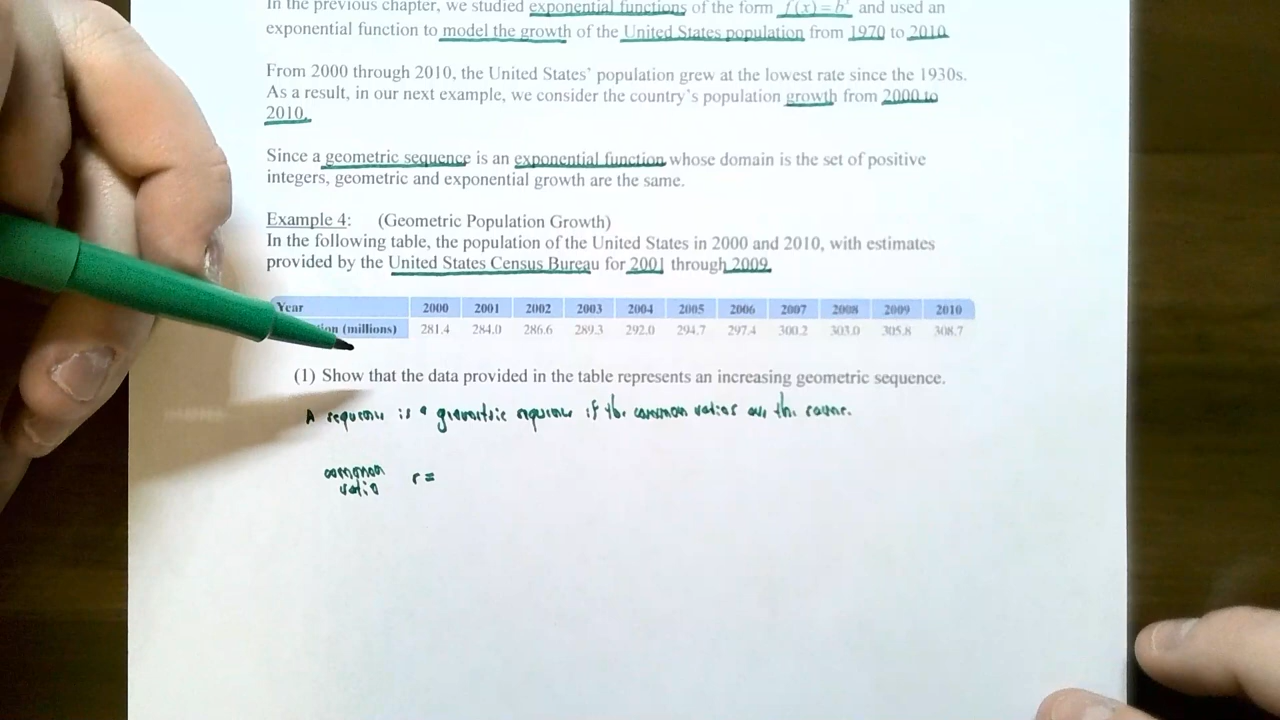 In the previous chapter, we studied exponential functions of the form f(x) = bˣ and used an
exponential function to model the growth of the United States population from 1970 to 2010.
From 2000 through 2010, the United States' population grew at the lowest rate since the 1930s.
As a result, in our next example, we consider the country's population growth from 2000 to
2010.
Since a geometric sequence is an exponential function whose domain is the set of positive
integers, geometric and exponential growth are the same.
Example 4: (Geometric Population Growth)
In the following table, the population of the United States in 2000 and 2010, with estimates
provided by the United States Census Bureau for 2001 through 2009.
Year 2000 2001 2002 2003 2004 2005 2006 2007 2008 2009 2010
(millions) 281.4 284.0 286.6 289.3 292.0 294.7 297.4 300.2 303.0 305.8 308.7
(1) Show that the data provided in the table represents an increasing geometric sequence.
A sequence is a geometric sequence if the common ratios are the same.
common
ratio r =